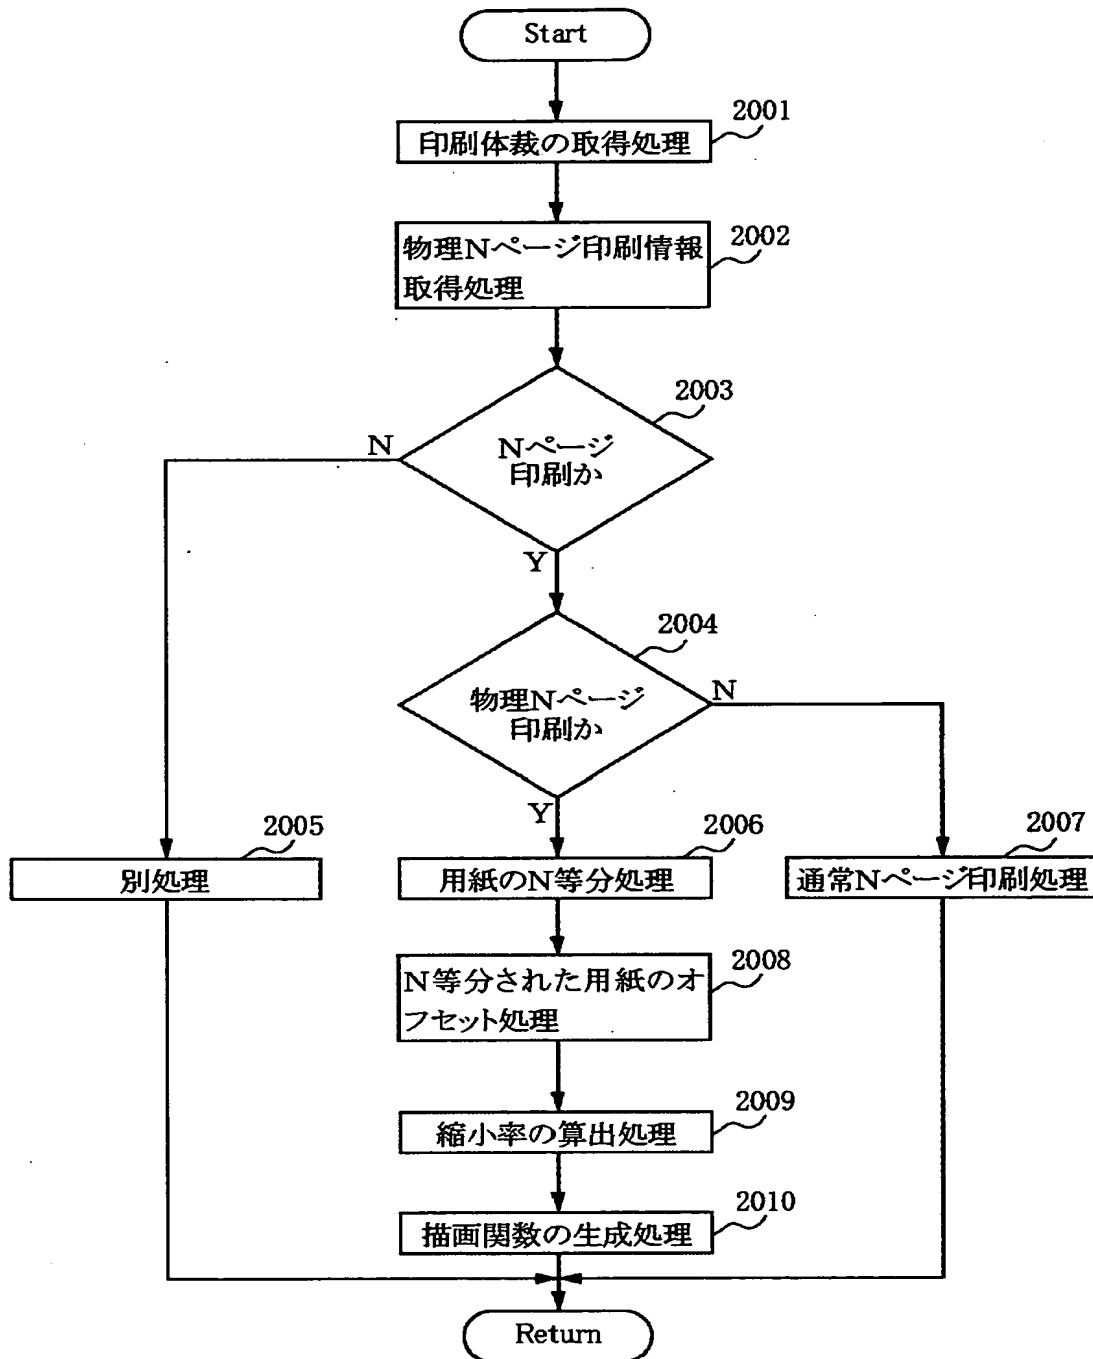 Start
2001
印刷体裁の取得処理
2002
物理Nページ印刷情報
取得処理
2003
N
Nページ
印刷か
Y
2004
N
物理Nページ
印刷か
Y
2005
別処理
2006
用紙のN等分処理
2007
通常Nページ印刷処理
2008
N等分された用紙のオ
フセット処理
2009
縮小率の算出処理
2010
描画関数の生成処理
Return